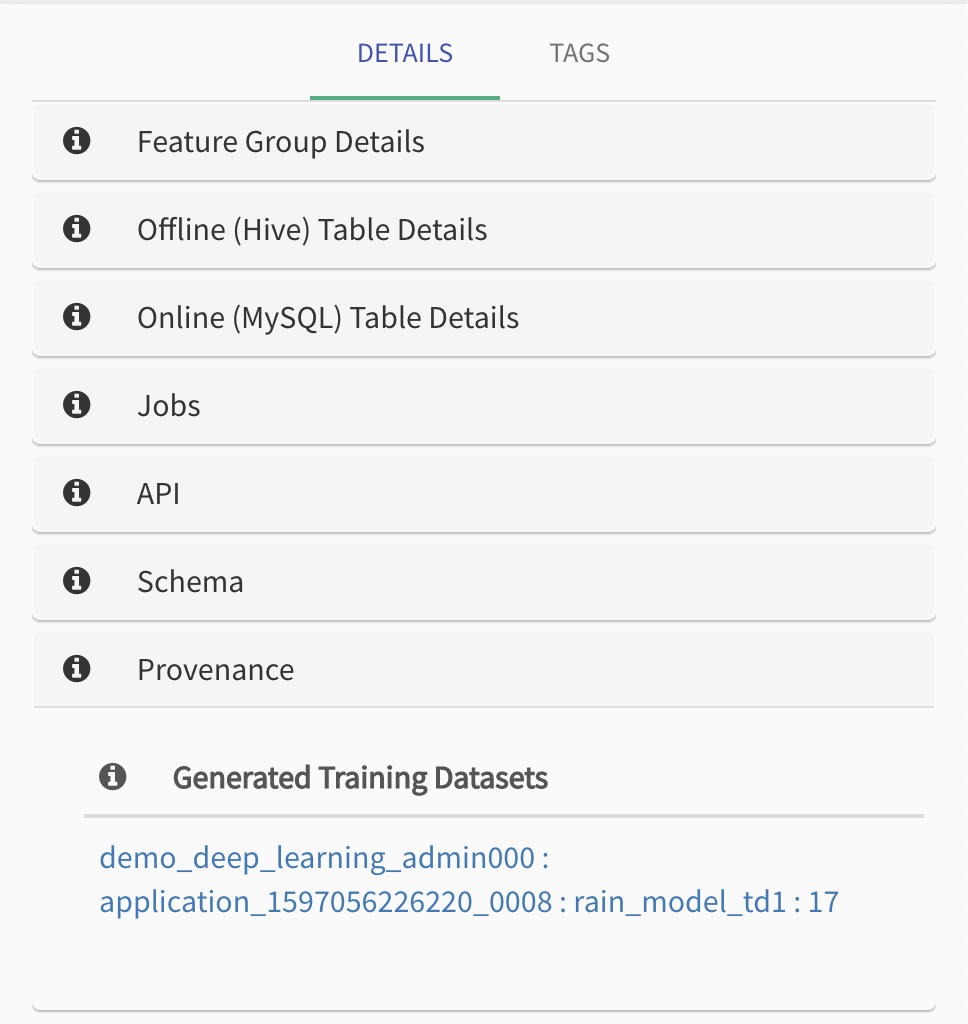 DETAILS TAGS
Feature Group Details
Offline (Hive) Table Details
Online (MySQL) Table Details
Jobs
API
Schema
Provenance
Generated Training Datasets
demo_deep_learning_admin000 :
application_1597056226220_0008 : rain_model_td1 : 17